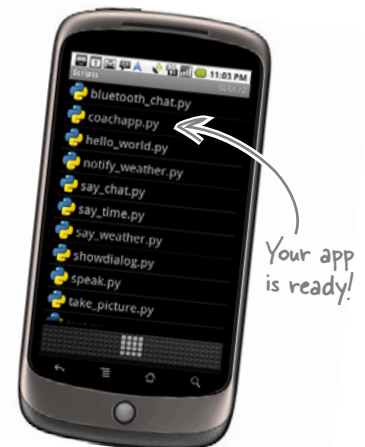 11:03 PM
Scripts
bluetooth_chat.py
coachapp.py
hello_world.py
notify_weather.py
say_chat.py
say_time.py
say_weather.py
showdialog.py
speak.py
take_picture.py
Your app
is ready!